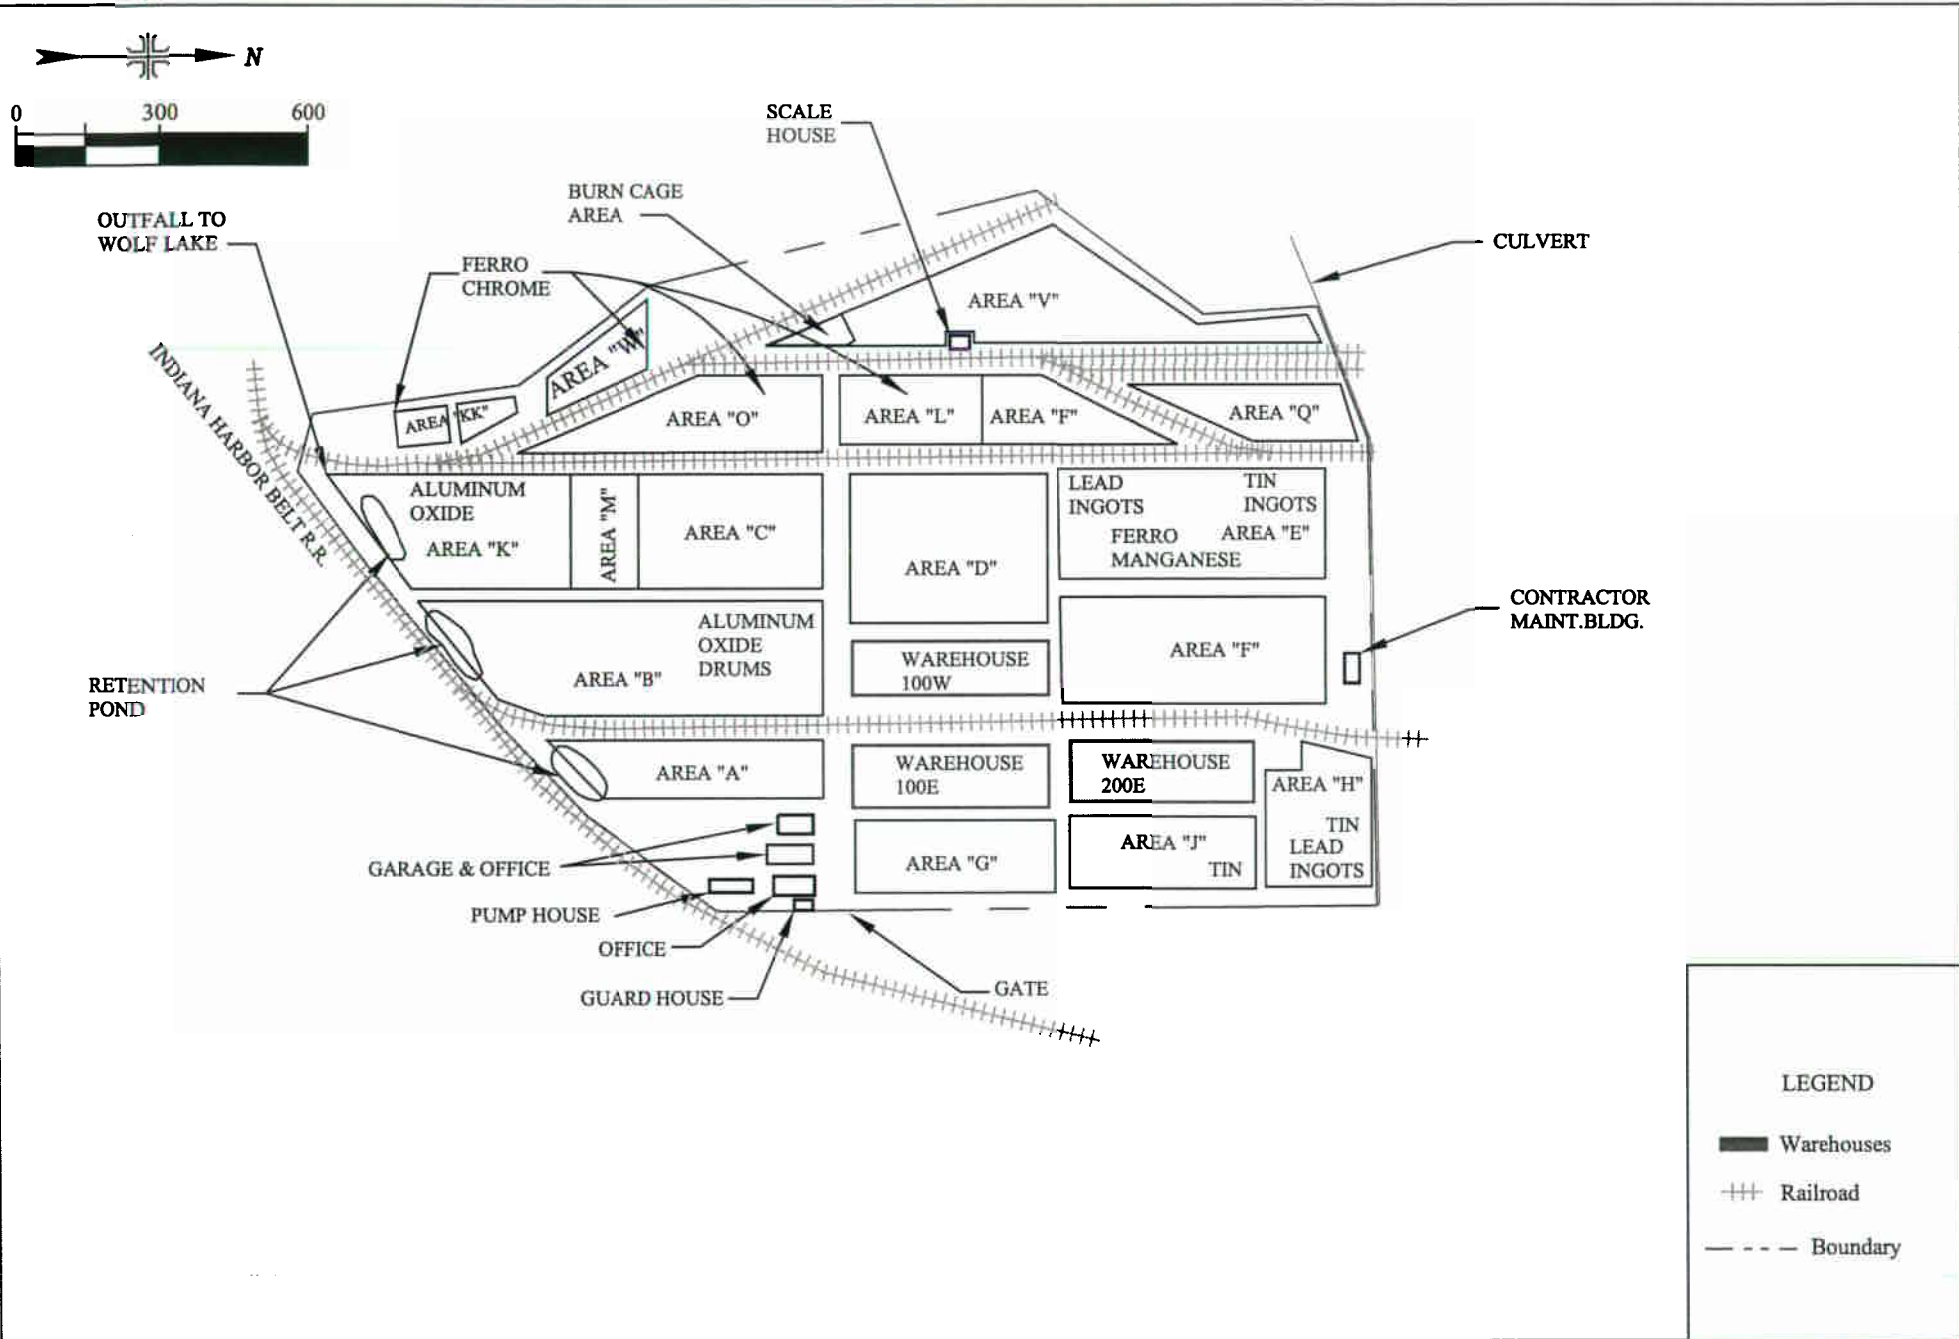 N
0 300 600
SCALE
HOUSE
BURN CAGE
AREA
OUTFALL TO
WOLF LAKE
FERRO
CHROME
CULVERT
AREA "V"
AREA "W"
INDIANA HARBOR BELT R.R.
AREA "KK"
AREA "O"
AREA "L"
AREA "F"
AREA "Q"
ALUMINUM
OXIDE
AREA "K"
AREA "M"
AREA "C"
AREA "D"
LEAD
INGOTS
TIN
INGOTS
FERRO
MANGANESE
AREA "E"
CONTRACTOR
MAINT.BLDG.
ALUMINUM
OXIDE
DRUMS
AREA "B"
WAREHOUSE
100W
AREA "F"
RETENTION
POND
AREA "A"
WAREHOUSE
100E
WAREHOUSE
200E
AREA "H"
TIN
LEAD
INGOTS
GARAGE & OFFICE
AREA "G"
AREA "J"
TIN
PUMP HOUSE
OFFICE
GUARD HOUSE
GATE
LEGEND
Warehouses
Railroad
Boundary